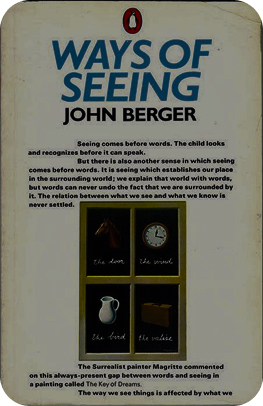 WAYS OF
SEEING
JOHN BERGER
Seeing comes before words. The child looks
and recognizes before it can speak.
But there is also another sense in which seeing
comes before words. It is seeing which establishes our place
in the surrounding world; we explain that world with words,
but words can never undo the fact that we are surrounded by
it. The relation between what we see and what we know is
never settled.
the door the wind
the bird the valise
The Surrealist painter Magritte commented
on this always-present gap between words and seeing in
a painting called The Key of Dreams.
The way we see things is affected by what we